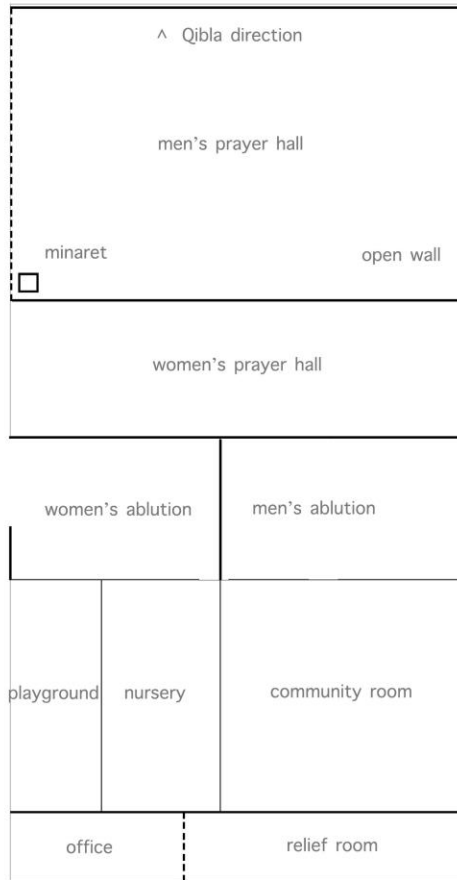 ^ Qibla direction
men's prayer hall
minaret
open wall
women's prayer hall
women's ablution
men's ablution
playground
nursery
community room
office
relief room